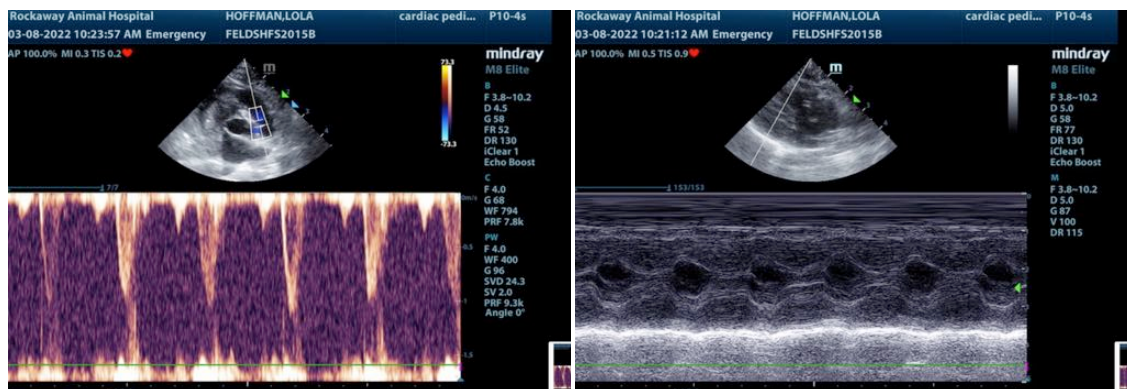 Rockaway Animal Hospital HOFFMAN,LOLA cardiac pedi... P10-4s
03-08-2022 10:23:57 AM Emergency FELDSHFS2015B
AP 100.0% MI 0.3 TIS 0.2
mindray
M8 Elite
m
73.3
-73.3
B
F 3.8~10.2
D 4.5
G 58
FR 52
DR 130
iClear 1
Echo Boost
C
F 4.0
G 68
WF 794
PRF 7.8k
PW
F 4.0
WF 400
G 96
SVD 24.3
SV 2.0
PRF 9.3k
Angle 0°
7/7
0m/s
-0.5
-1
-1.5
Rockaway Animal Hospital HOFFMAN,LOLA cardiac pedi... P10-4s
03-08-2022 10:21:12 AM Emergency FELDSHFS2015B
AP 100.0% MI 0.5 TIS 0.9
mindray
M8 Elite
m
B
F 3.8~10.2
D 5.0
G 58
FR 77
DR 130
iClear 1
Echo Boost
M
F 3.8~10.2
D 5.0
G 87
V 100
DR 115
153/153